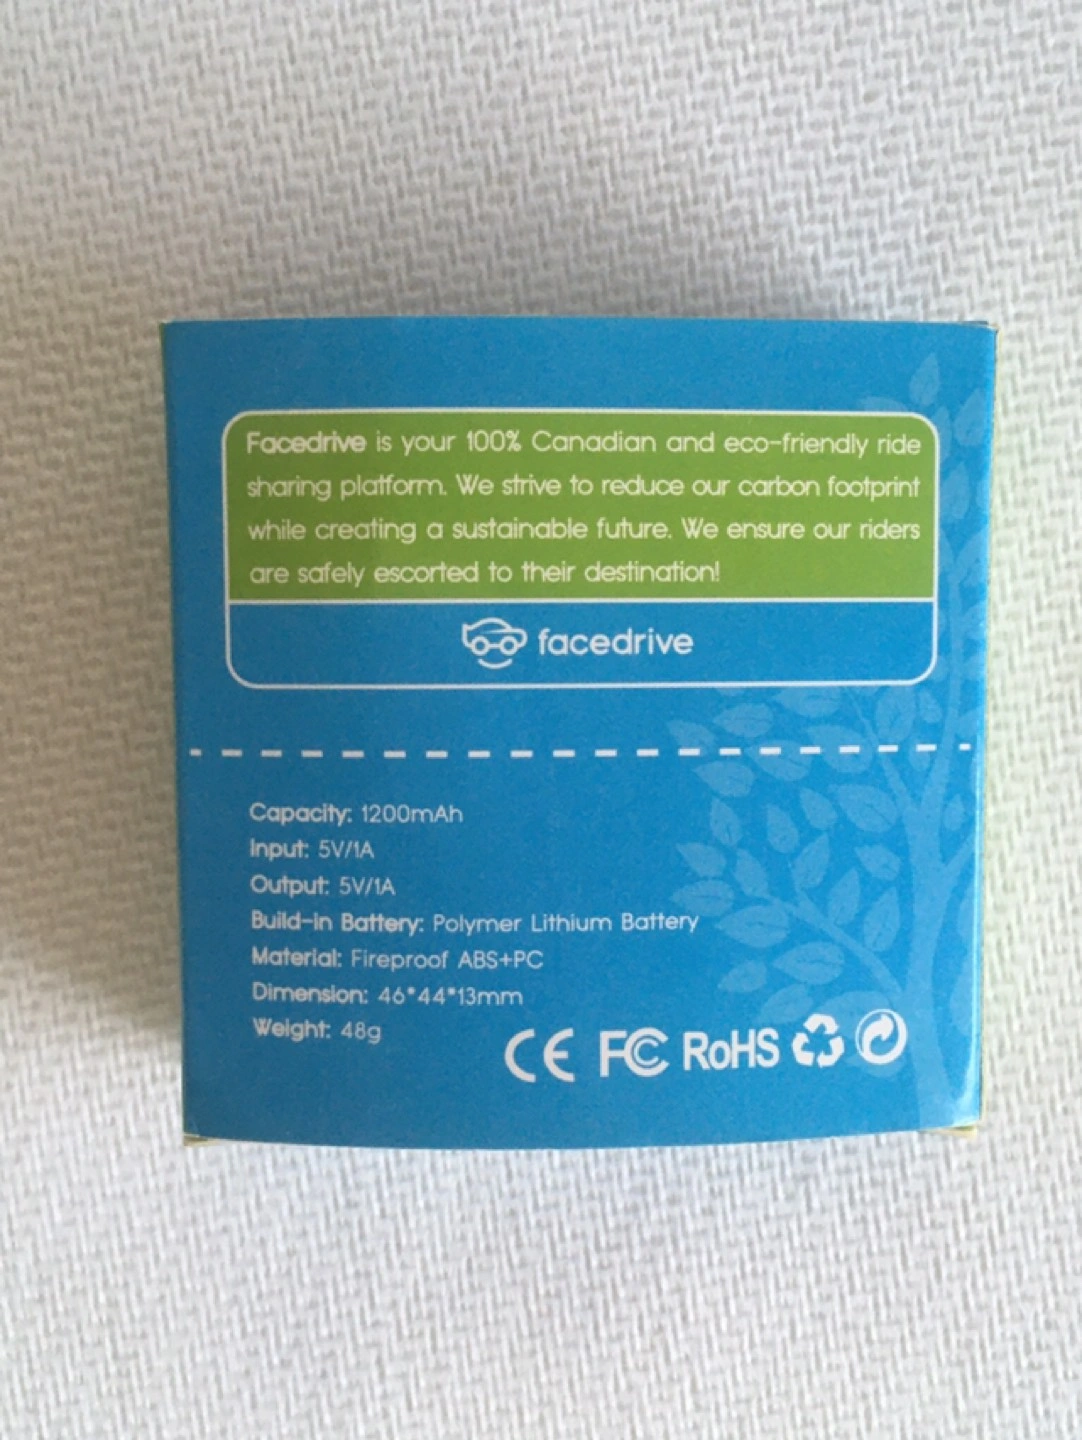 Facedrive is your 100% Canadian and eco-friendly ride
sharing platform. We strive to reduce our carbon footprint
while creating a sustainable future. We ensure our riders
are safely escorted to their destination!
facedrive
Capacity: 1200mAh
Input: 5V/1A
Output: 5V/1A
Build-in Battery: Polymer Lithium Battery
Material: Fireproof ABS+PC
Dimension: 46*44*13mm
Weight: 48g
CE FC RoHS